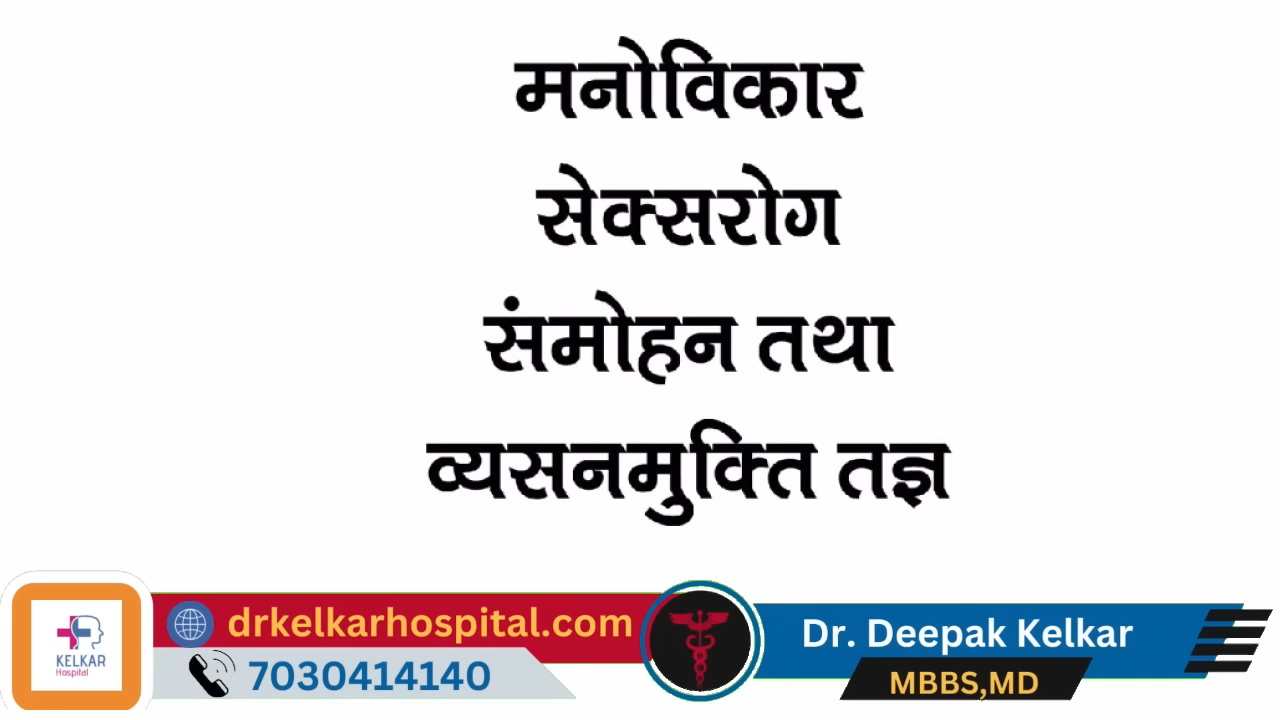 मनोविकार
सेक्सरोग
संमोहन तथा
व्यसनमुक्ति तज्ञ
KELKAR
Hospital
drkelkarhospital.com
7030414140
Dr. Deepak Kelkar
MBBS,MD